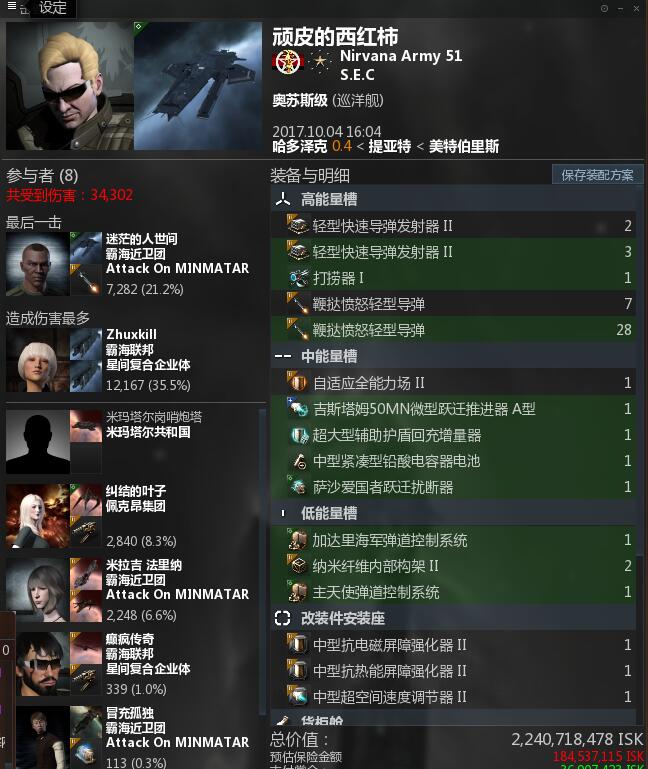 设定
顽皮的西红柿
Nirvana Army 51
S.E.C
奥苏斯级 (巡洋舰)
2017.10.04 16:04
哈多泽克 0.4 < 提亚特 < 美特伯里斯
参与者 (8)
共受到伤害：34,302
最后一击
迷茫的人世间
霸海近卫团
Attack On MINMATAR
7,282 (21.2%)
造成伤害最多
Zhuxkill
霸海联邦
星间复合企业体
12,167 (35.5%)
米玛塔尔岗哨炮塔
米玛塔尔共和国
纠结的叶子
佩克昂集团
2,840 (8.3%)
米拉吉 法里纳
霸海近卫团
Attack On MINMATAR
2,248 (6.6%)
癫疯传奇
霸海联邦
星间复合企业体
339 (1.0%)
冒充孤独
霸海近卫团
Attack On MINMATAR
113 (0.3%)
0
装备与明细
保存装配方案
高能量槽
轻型快速导弹发射器 II 2
轻型快速导弹发射器 II 3
打捞器 I 1
鞭挞愤怒轻型导弹 7
鞭挞愤怒轻型导弹 28
中能量槽
自适应全能力场 II 1
吉斯塔姆50MN微型跃迁推进器 A型 1
超大型辅助护盾回充增量器 1
中型紧凑型铅酸电容器电池 1
萨沙爱国者跃迁扰断器 1
低能量槽
加达里海军弹道控制系统 1
纳米纤维内部构架 II 2
主天使弹道控制系统 1
改装件安装座
中型抗电磁屏障强化器 II 1
中型抗热能屏障强化器 II 1
中型超空间速度调节器 II 1
货柜舱
总价值： 2,240,718,478 ISK
预估保险金额 184,537,115 ISK